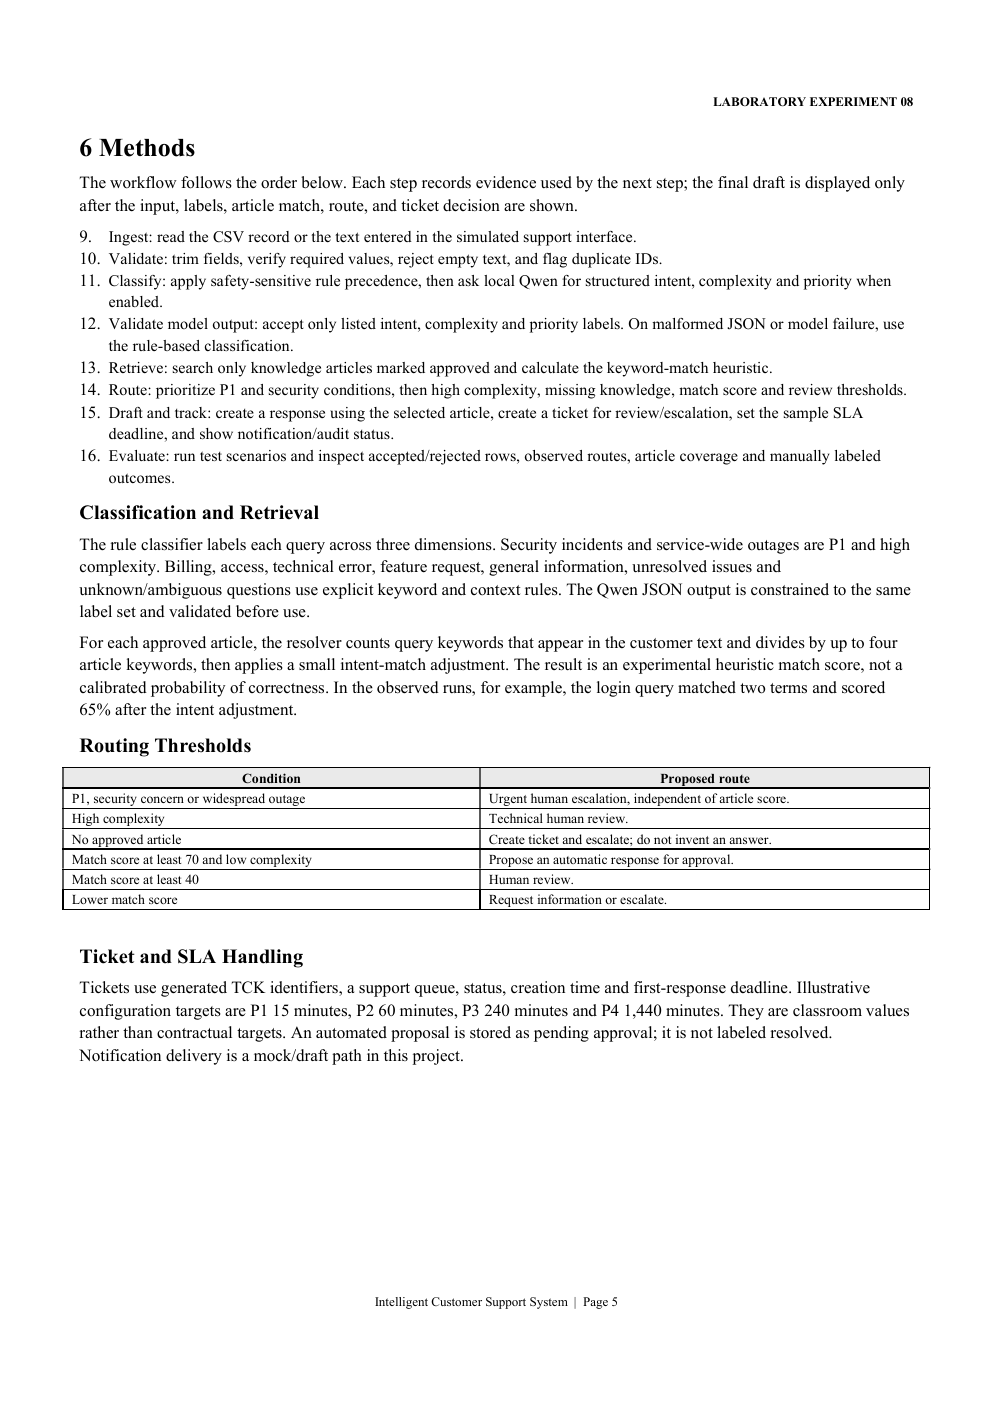 LABORATORY EXPERIMENT 08
6 Methods
The workflow follows the order below. Each step records evidence used by the next step; the final draft is displayed only
after the input, labels, article match, route, and ticket decision are shown.
9. Ingest: read the CSV record or the text entered in the simulated support interface.
10. Validate: trim fields, verify required values, reject empty text, and flag duplicate IDs.
11. Classify: apply safety-sensitive rule precedence, then ask local Qwen for structured intent, complexity and priority when
enabled.
12. Validate model output: accept only listed intent, complexity and priority labels. On malformed JSON or model failure, use
the rule-based classification.
13. Retrieve: search only knowledge articles marked approved and calculate the keyword-match heuristic.
14. Route: prioritize P1 and security conditions, then high complexity, missing knowledge, match score and review thresholds.
15. Draft and track: create a response using the selected article, create a ticket for review/escalation, set the sample SLA
deadline, and show notification/audit status.
16. Evaluate: run test scenarios and inspect accepted/rejected rows, observed routes, article coverage and manually labeled
outcomes.
Classification and Retrieval
The rule classifier labels each query across three dimensions. Security incidents and service-wide outages are P1 and high
complexity. Billing, access, technical error, feature request, general information, unresolved issues and
unknown/ambiguous questions use explicit keyword and context rules. The Qwen JSON output is constrained to the same
label set and validated before use.
For each approved article, the resolver counts query keywords that appear in the customer text and divides by up to four
article keywords, then applies a small intent-match adjustment. The result is an experimental heuristic match score, not a
calibrated probability of correctness. In the observed runs, for example, the login query matched two terms and scored
65% after the intent adjustment.
Routing Thresholds
Condition Proposed route
P1, security concern or widespread outage Urgent human escalation, independent of article score.
High complexity Technical human review.
No approved article Create ticket and escalate; do not invent an answer.
Match score at least 70 and low complexity Propose an automatic response for approval.
Match score at least 40 Human review.
Lower match score Request information or escalate.
Ticket and SLA Handling
Tickets use generated TCK identifiers, a support queue, status, creation time and first-response deadline. Illustrative
configuration targets are P1 15 minutes, P2 60 minutes, P3 240 minutes and P4 1,440 minutes. They are classroom values
rather than contractual targets. An automated proposal is stored as pending approval; it is not labeled resolved.
Notification delivery is a mock/draft path in this project.
Intelligent Customer Support System | Page 5